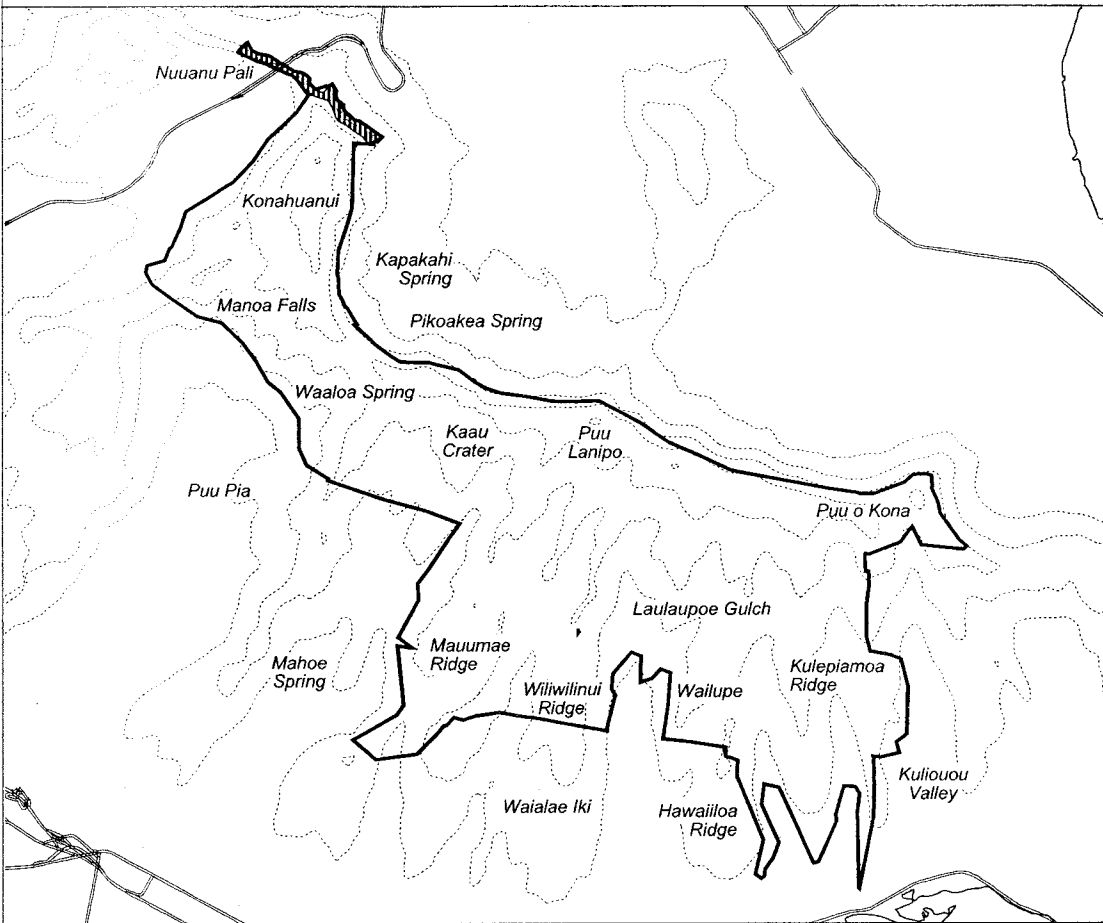 Nuuanu Pali
Konahuanui
Kapakahi
Spring
Manoa Falls
Pikoakea Spring
Waaloa Spring
Kaau
Crater
Puu
Lanipo
Puu Pia
Puu o Kona
Laulaupoe Gulch
Mauumae
Ridge
Mahoe
Spring
Kulepiamoa
Ridge
Wiliwilinui
Ridge
Wailupe
Kuliouou
Valley
Waialae Iki
Hawaiiloa
Ridge